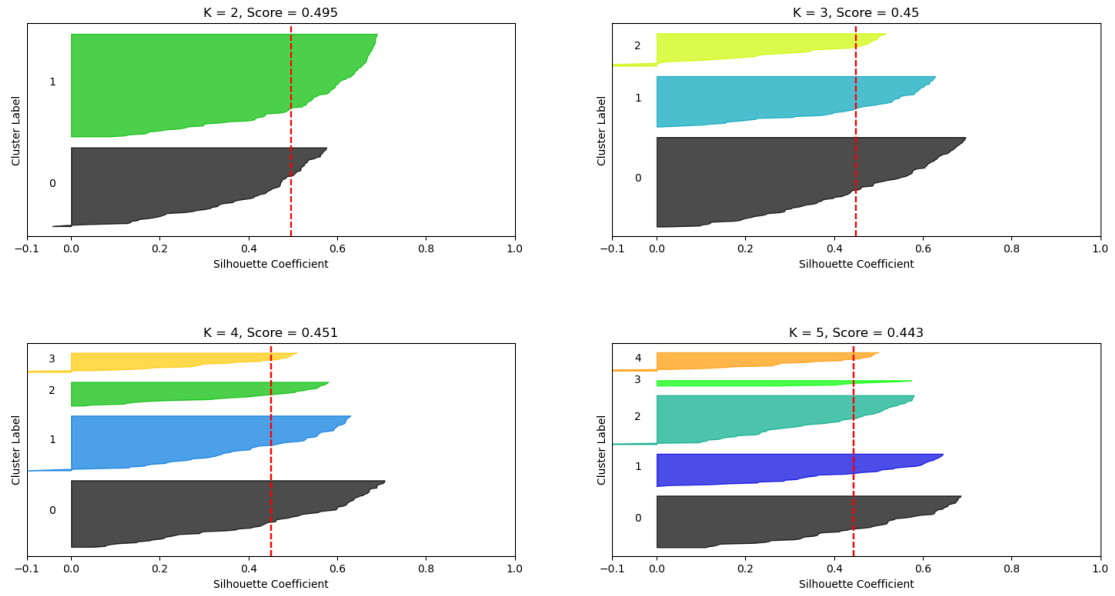 K = 2, Score = 0.495
1
0
Cluster Label
−0.1 0.0 0.2 0.4 0.6 0.8 1.0
Silhouette Coefficient
K = 3, Score = 0.45
2
1
0
Cluster Label
−0.1 0.0 0.2 0.4 0.6 0.8 1.0
Silhouette Coefficient
K = 4, Score = 0.451
3
2
1
0
Cluster Label
−0.1 0.0 0.2 0.4 0.6 0.8 1.0
Silhouette Coefficient
K = 5, Score = 0.443
4
3
2
1
0
Cluster Label
−0.1 0.0 0.2 0.4 0.6 0.8 1.0
Silhouette Coefficient